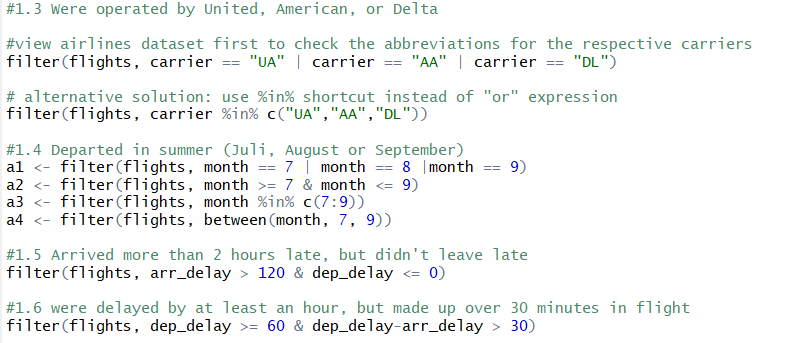 #1.3 Were operated by United, American, or Delta
#view airlines dataset first to check the abbreviations for the respective carriers
filter(flights, carrier == "UA" | carrier == "AA" | carrier == "DL")
# alternative solution: use %in% shortcut instead of "or" expression
filter(flights, carrier %in% c("UA","AA","DL"))
#1.4 Departed in summer (Juli, August or September)
a1 <- filter(flights, month == 7 | month == 8 |month == 9)
a2 <- filter(flights, month >= 7 & month <= 9)
a3 <- filter(flights, month %in% c(7:9))
a4 <- filter(flights, between(month, 7, 9))
#1.5 Arrived more than 2 hours late, but didn't leave late
filter(flights, arr_delay > 120 & dep_delay <= 0)
#1.6 were delayed by at least an hour, but made up over 30 minutes in flight
filter(flights, dep_delay >= 60 & dep_delay-arr_delay > 30)